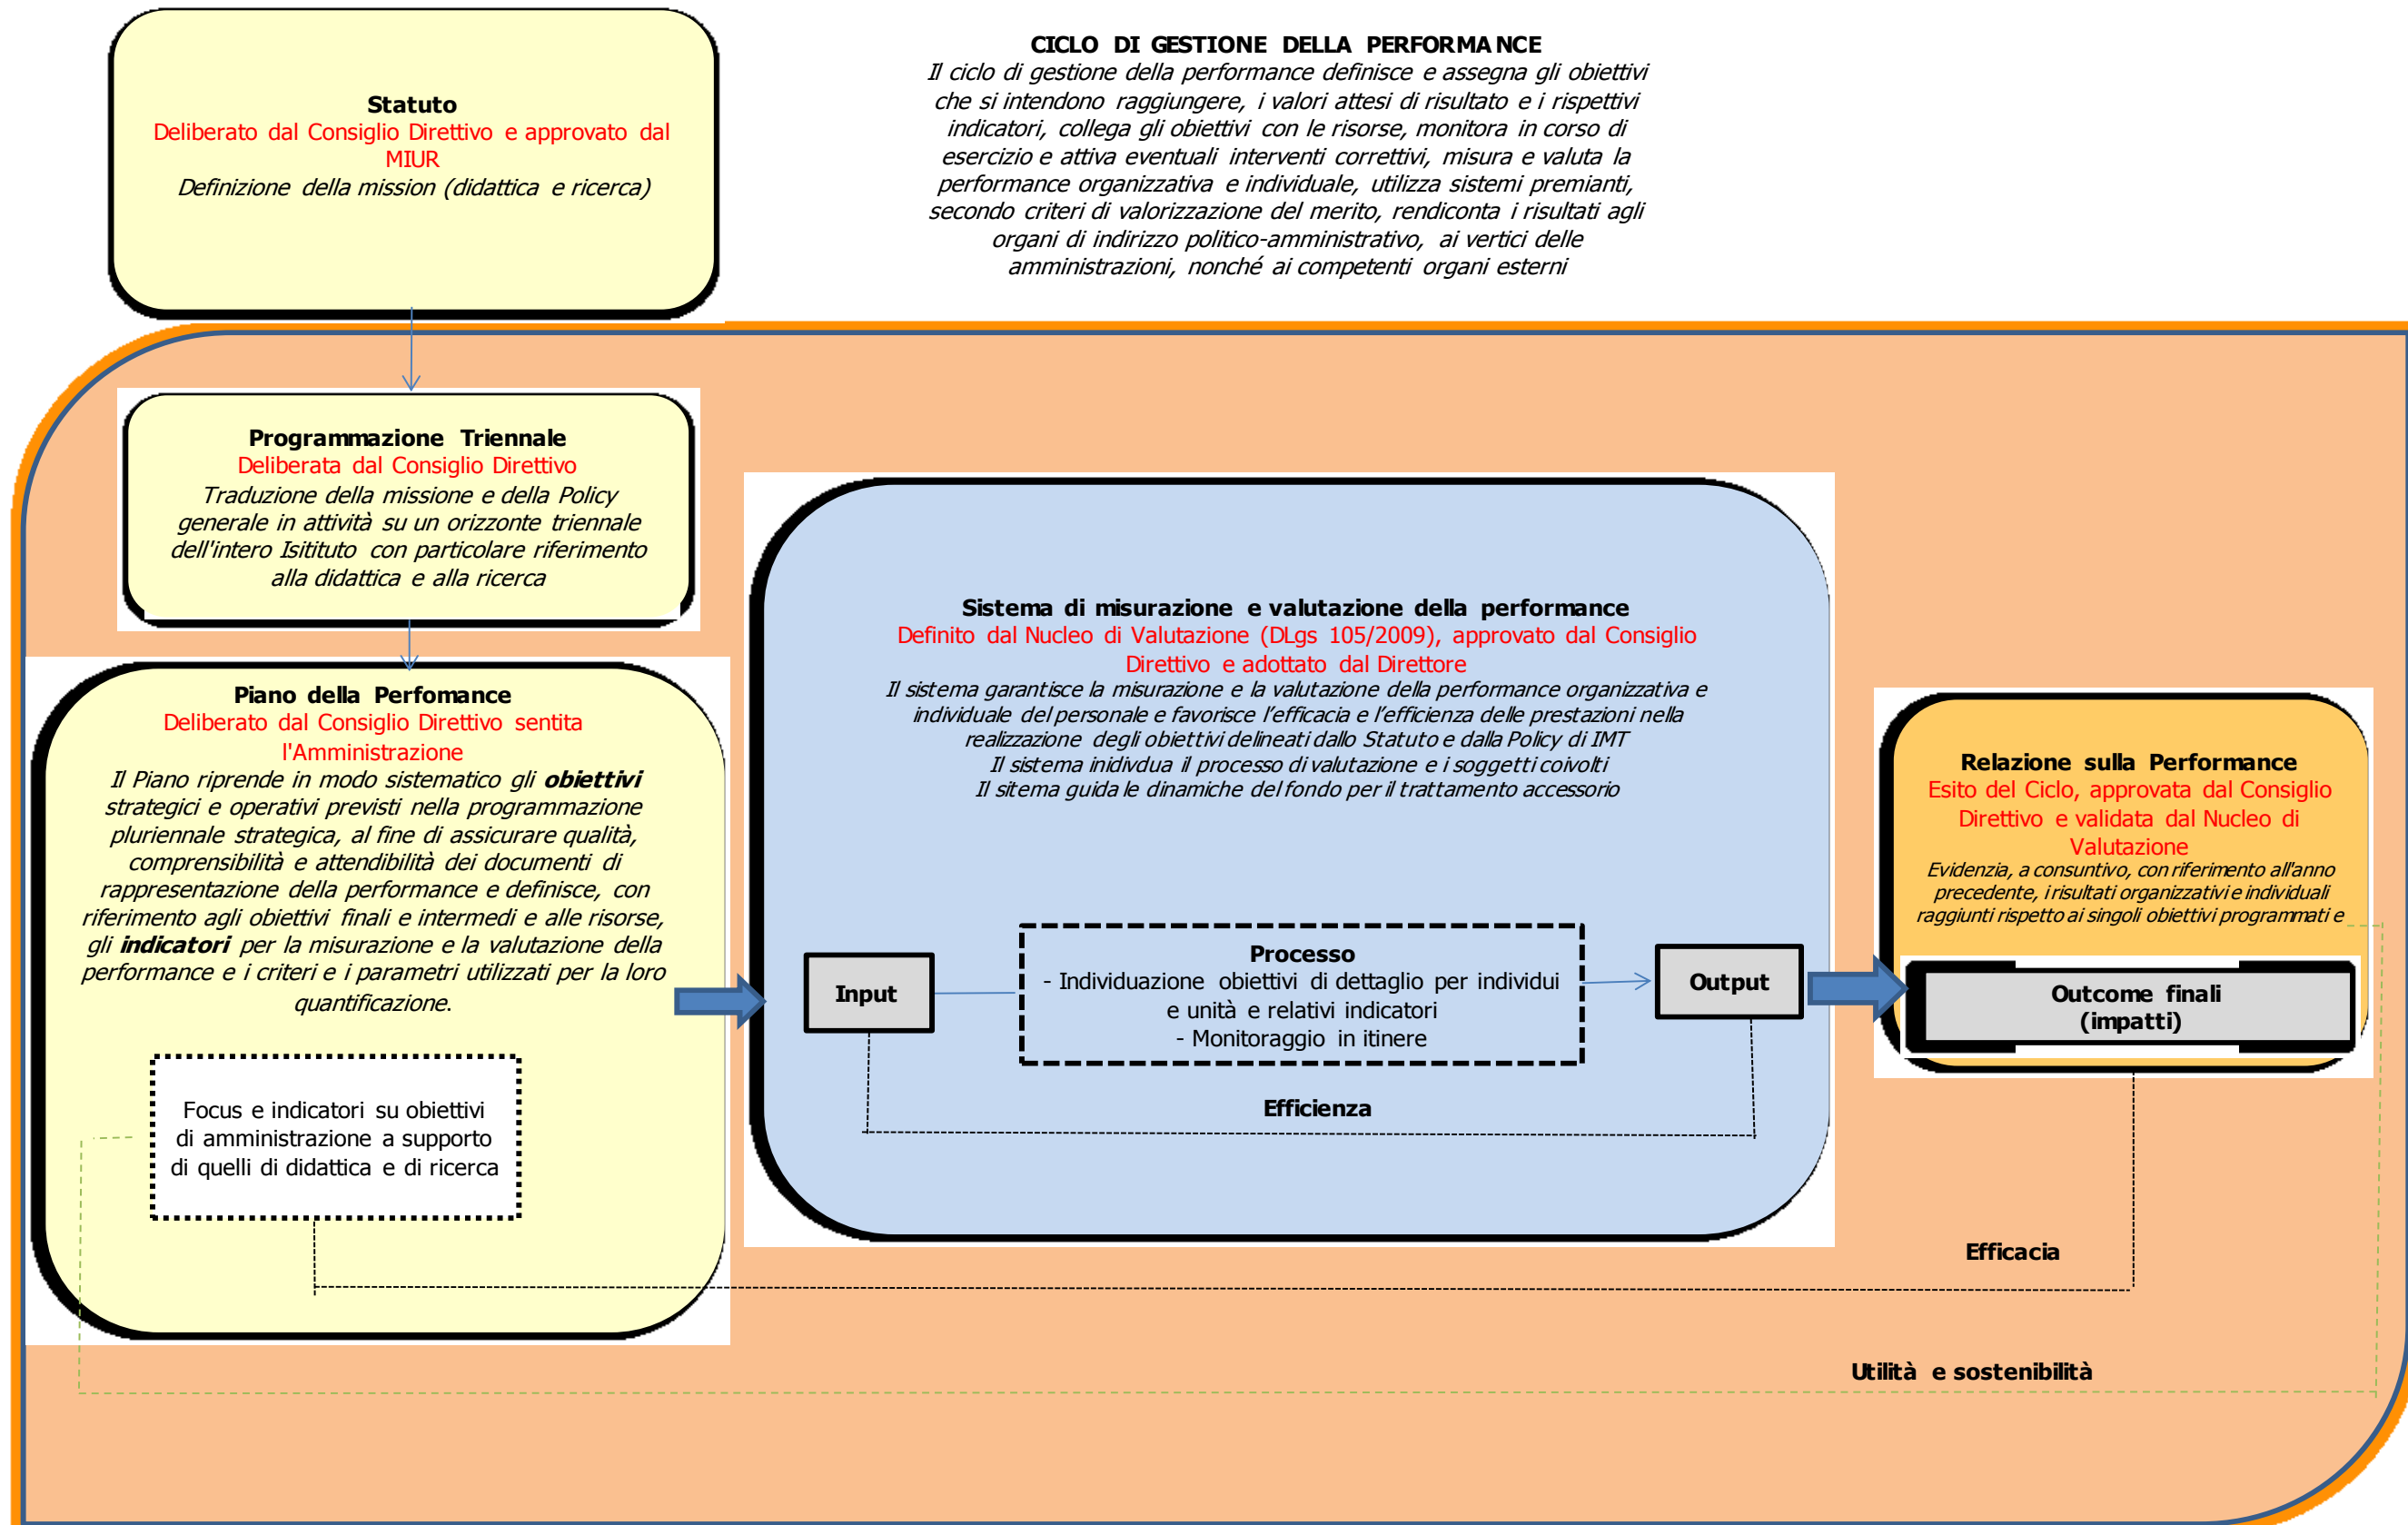 Statuto
Deliberato dal Consiglio Direttivo e approvato dal
MIUR
Definizione della mission (didattica e ricerca)
CICLO DI GESTIONE DELLA PERFORMANCE
Il ciclo di gestione della performance definisce e assegna gli obiettivi
che si intendono raggiungere, i valori attesi di risultato e i rispettivi
indicatori, collega gli obiettivi con le risorse, monitora in corso di
esercizio e attiva eventuali interventi correttivi, misura e valuta la
performance organizzativa e individuale, utilizza sistemi premianti,
secondo criteri di valorizzazione del merito, rendiconta i risultati agli
organi di indirizzo politico-amministrativo, ai vertici delle
amministrazioni, nonché ai competenti organi esterni
Programmazione Triennale
Deliberata dal Consiglio Direttivo
Traduzione della missione e della Policy
generale in attività su un orizzonte triennale
dell'intero Isitituto con particolare riferimento
alla didattica e alla ricerca
Piano della Perfomance
Deliberato dal Consiglio Direttivo sentita
l'Amministrazione
Il Piano riprende in modo sistematico gli obiettivi
strategici e operativi previsti nella programmazione
pluriennale strategica, al fine di assicurare qualità,
comprensibilità e attendibilità dei documenti di
rappresentazione della performance e definisce, con
riferimento agli obiettivi finali e intermedi e alle risorse,
gli indicatori per la misurazione e la valutazione della
performance e i criteri e i parametri utilizzati per la loro
quantificazione.
Focus e indicatori su obiettivi
di amministrazione a supporto
di quelli di didattica e di ricerca
Sistema di misurazione e valutazione della performance
Definito dal Nucleo di Valutazione (DLgs 105/2009), approvato dal Consiglio
Direttivo e adottato dal Direttore
Il sistema garantisce la misurazione e la valutazione della performance organizzativa e
individuale del personale e favorisce l'efficacia e l'efficienza delle prestazioni nella
realizzazione degli obiettivi delineati dallo Statuto e dalla Policy di IMT
Il sistema inidivdua il processo di valutazione e i soggetti coivolti
Il sitema guida le dinamiche del fondo per il trattamento accessorio
Input
Processo
- Individuazione obiettivi di dettaglio per individui
e unità e relativi indicatori
- Monitoraggio in itinere
Output
Efficienza
Relazione sulla Performance
Esito del Ciclo, approvata dal Consiglio
Direttivo e validata dal Nucleo di
Valutazione
Evidenzia, a consuntivo, con riferimento all'anno
precedente, i risultati organizzativi e individuali
raggiunti rispetto ai singoli obiettivi programmati e
Outcome finali
(impatti)
Efficacia
Utilità e sostenibilità